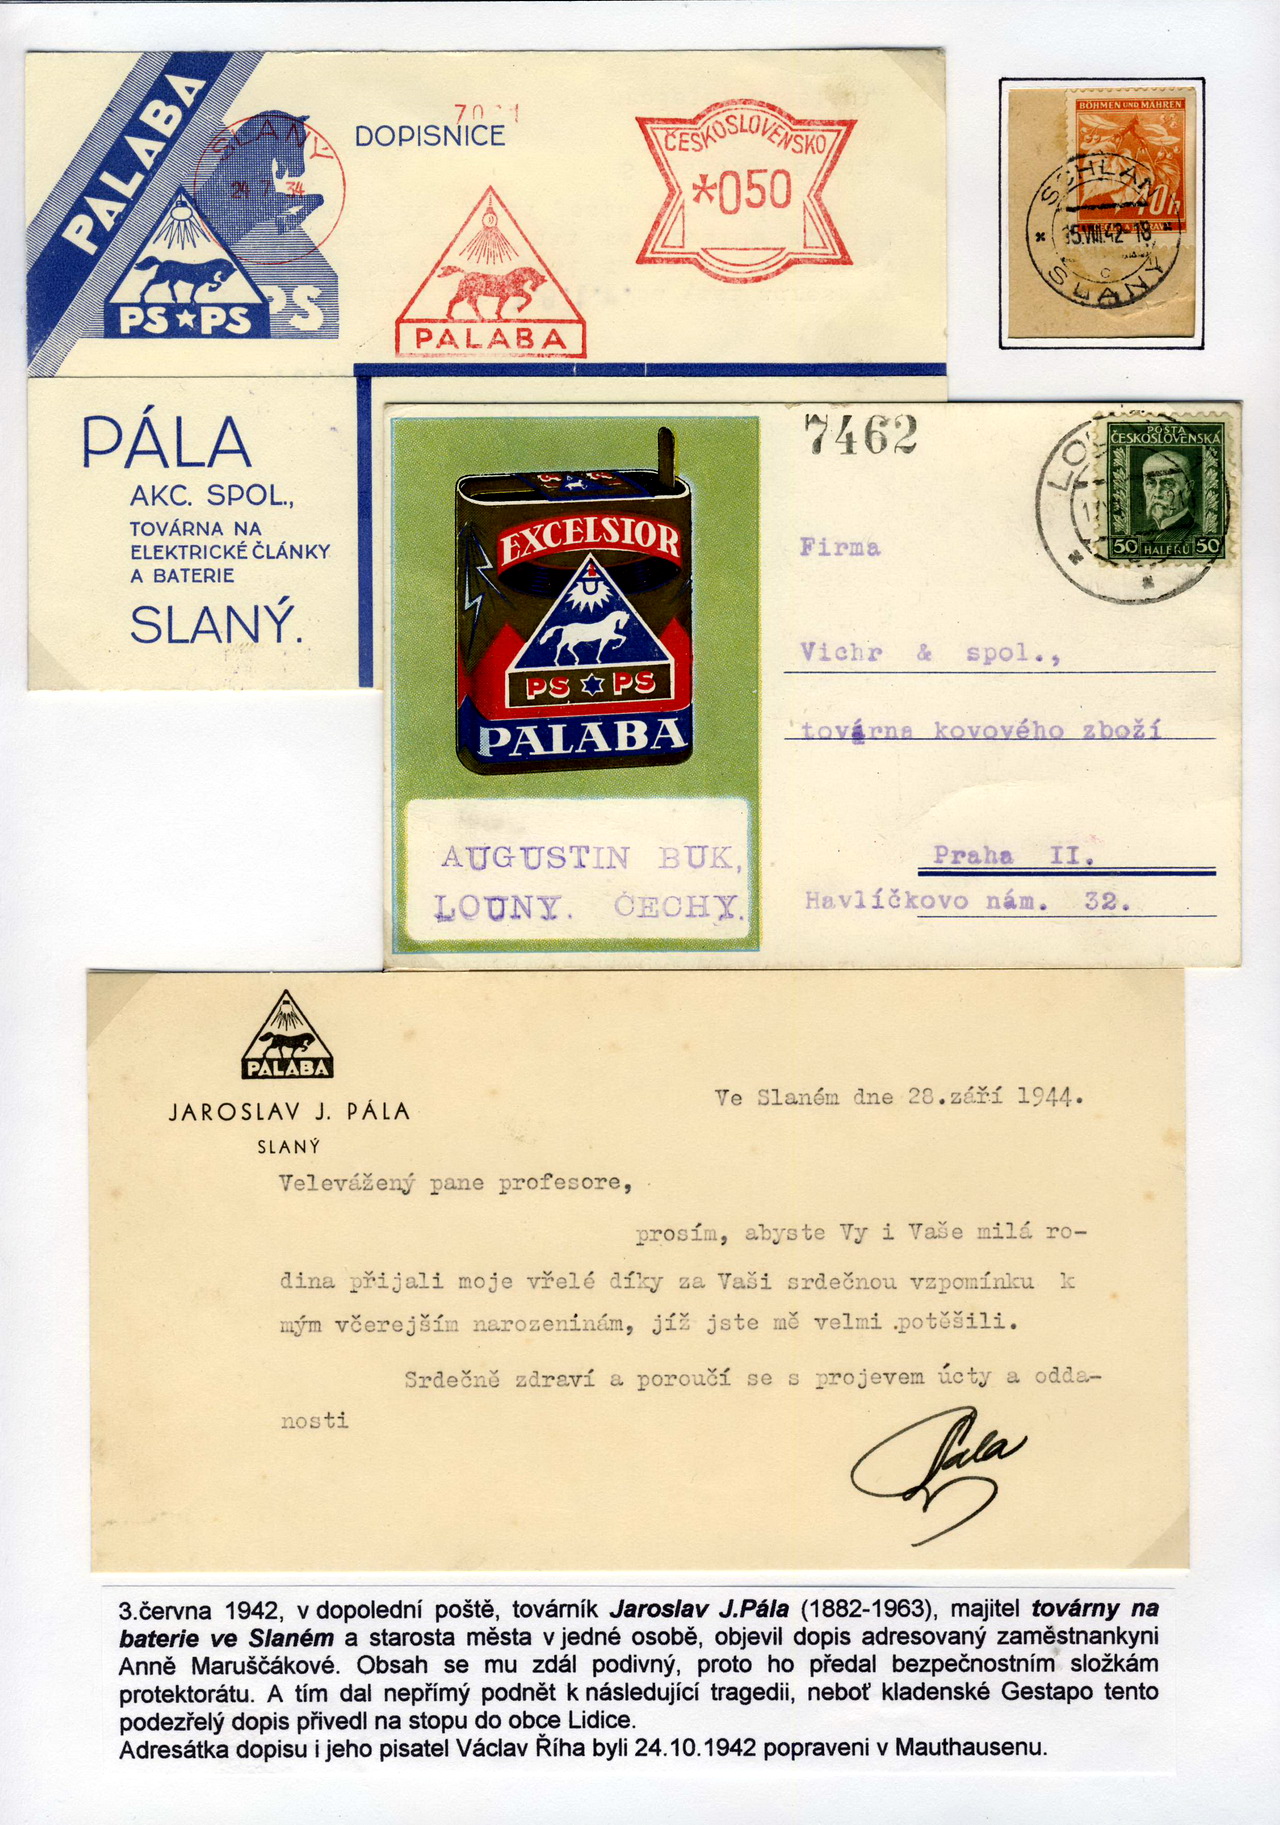 PALABA
SLANÝ
24 7 34
DOPISNICE
ČESKOSLOVENSKO
*050
PS★PS
PS
PALABA
BÖHMEN UND MÄHREN
40h
SCHLAN
15.VIII.42-18
C
SLANÝ
PÁLA
AKC. SPOL.,
TOVÁRNA NA
ELEKTRICKÉ ČLÁNKY
A BATERIE
SLANÝ.
7462
POŠTA
ČESKOSLOVENSKÁ
50 HALÉŘŮ 50
EXCELSIOR
PS PS
PALABA
Firma
Vichr & spol.,
továrna kovového zboží
Praha II.
Havlíčkovo nám. 32.
AUGUSTIN BUK,
LOUNY. ČECHY.
PALABA
JAROSLAV J. PÁLA
SLANÝ
Ve Slaném dne 28.září 1944.
Velevážený pane profesore,
prosím, abyste Vy i Vaše milá ro-
dina přijali moje vřelé díky za Vaši srdečnou vzpomínku k
mým včerejším narozeninám, jíž jste mě velmi .potěšili.
Srdečně zdraví a poroučí se s projevem úcty a odda-
nosti
Pála
3.června 1942, v dopolední poště, továrník Jaroslav J.Pála (1882-1963), majitel továrny na
baterie ve Slaném a starosta města v jedné osobě, objevil dopis adresovaný zaměstnankyni
Anně Maruščákové. Obsah se mu zdál podivný, proto ho předal bezpečnostním složkám
protektorátu. A tím dal nepřímý podnět k následující tragedii, neboť kladenské Gestapo tento
podezřelý dopis přivedl na stopu do obce Lidice.
Adresátka dopisu i jeho pisatel Václav Říha byli 24.10.1942 popraveni v Mauthausenu.